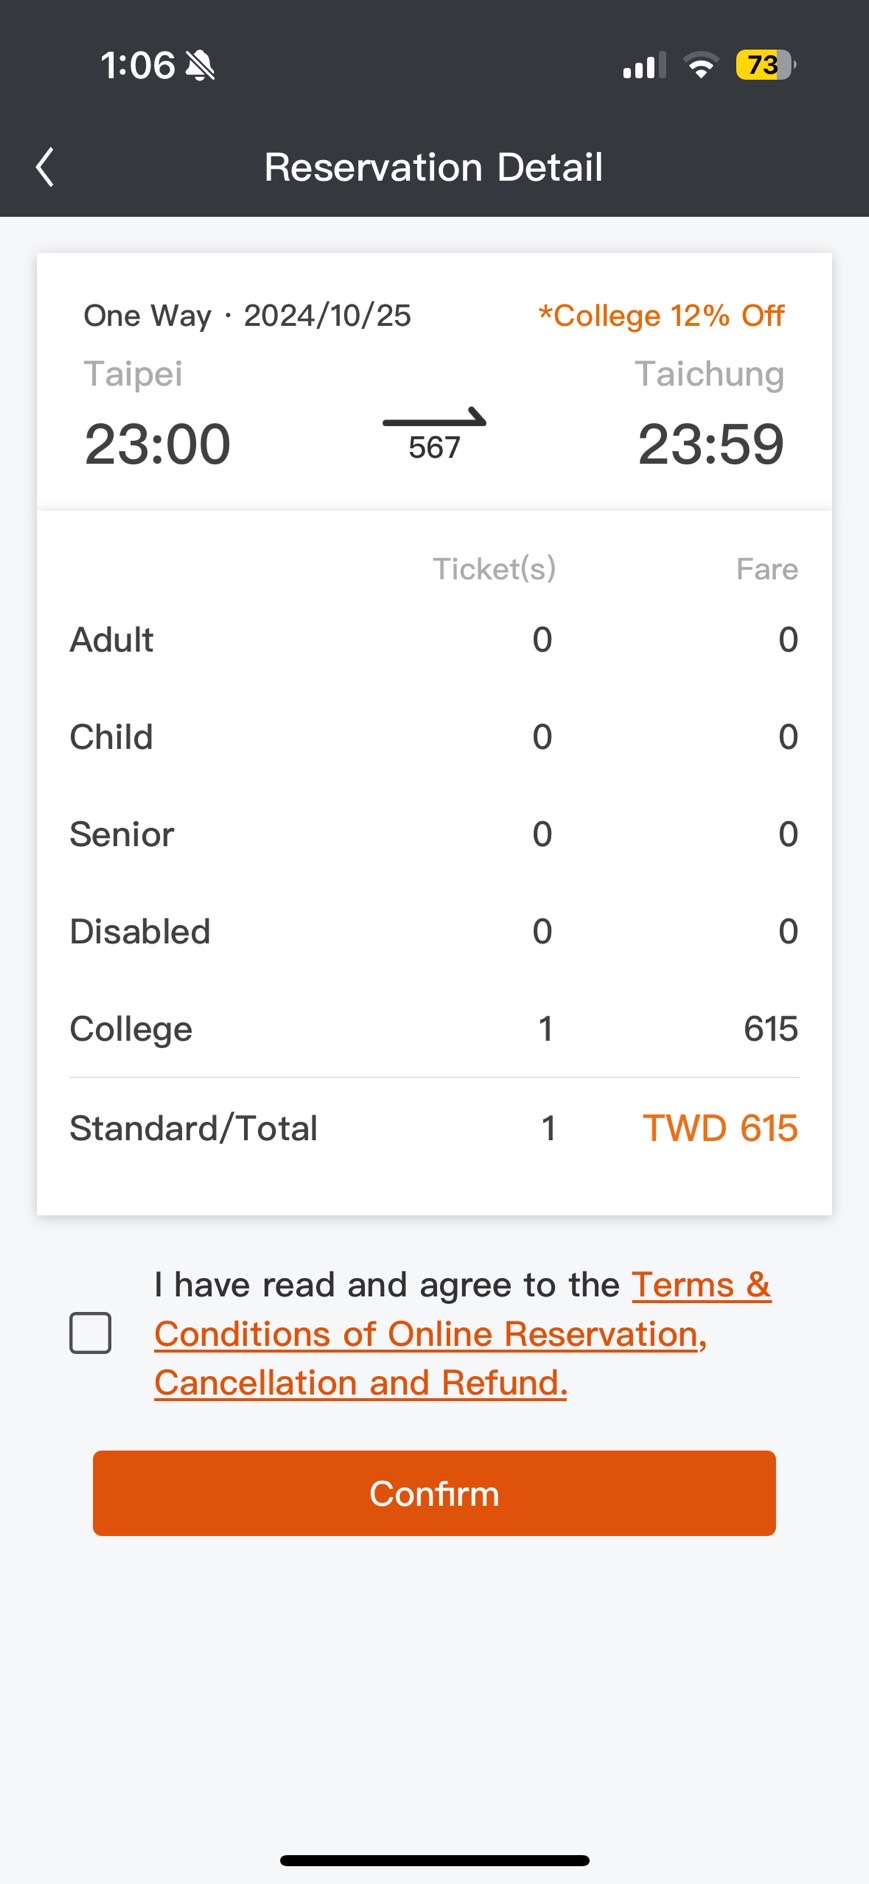 1:06
73
Reservation Detail
One Way · 2024/10/25 *College 12% Off
Taipei Taichung
23:00 567 23:59
Ticket(s) Fare
Adult 0 0
Child 0 0
Senior 0 0
Disabled 0 0
College 1 615
Standard/Total 1 TWD 615
I have read and agree to the Terms &
Conditions of Online Reservation,
Cancellation and Refund.
Confirm